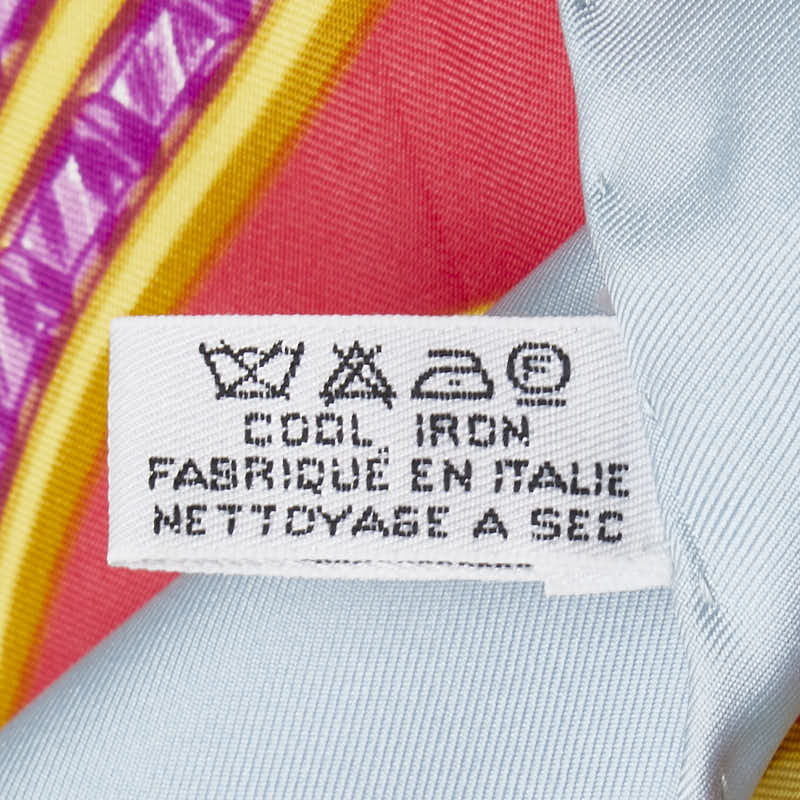 F
COOL IRON
FABRIQUÉ EN ITALIE
NETTOYAGE A SEC